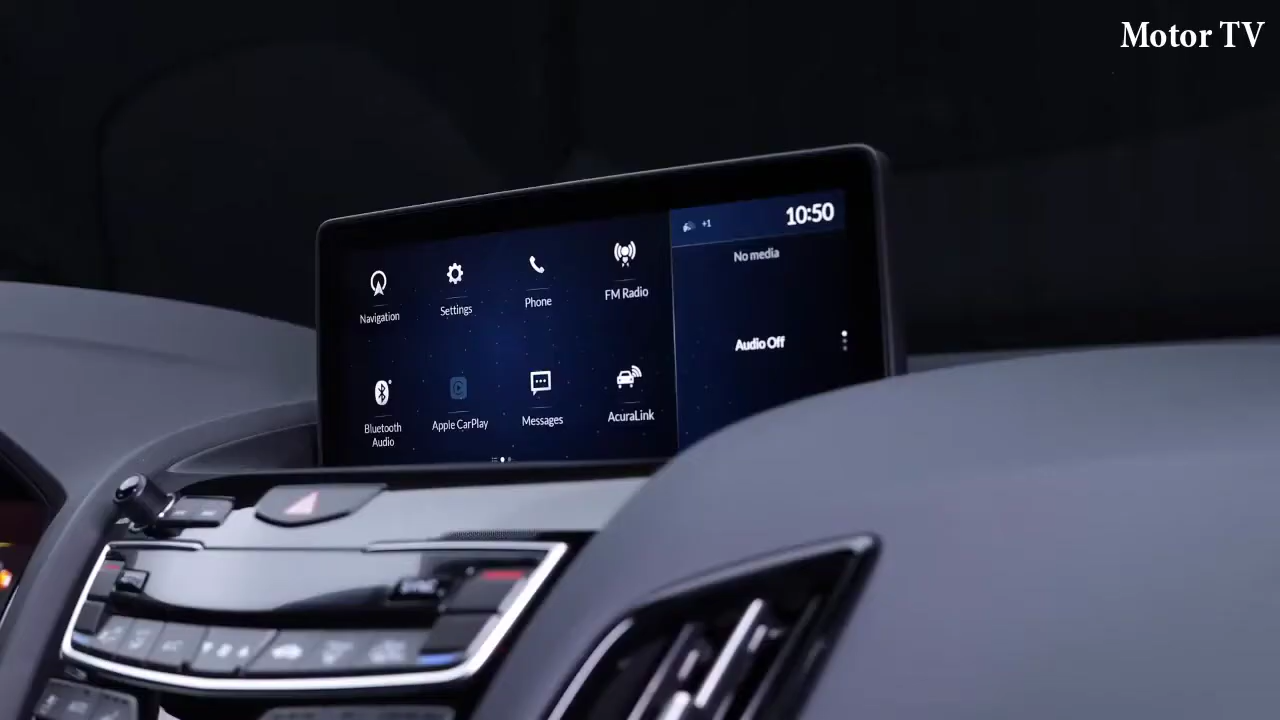 Motor TV
10:50
+1
No media
Audio Off
Navigation
Settings
Phone
FM Radio
Bluetooth
Audio
Apple CarPlay
Messages
AcuraLink